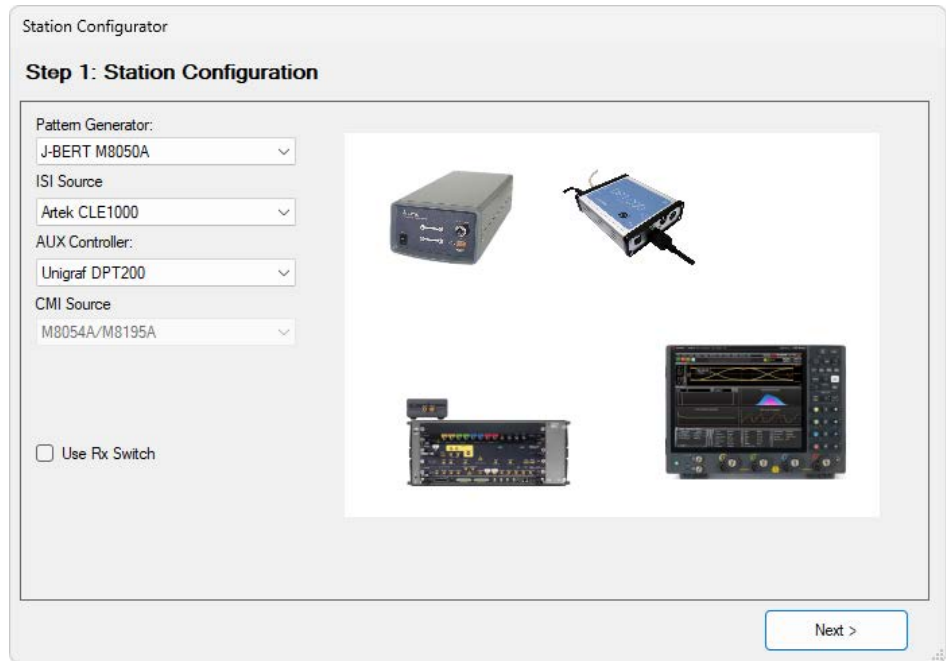 Station Configurator
Step 1: Station Configuration
Pattern Generator:
J-BERT M8050A
ISI Source
Artek CLE1000
AUX Controller:
Unigraf DPT200
CMI Source
M8054A/M8195A
Use Rx Switch
Next >